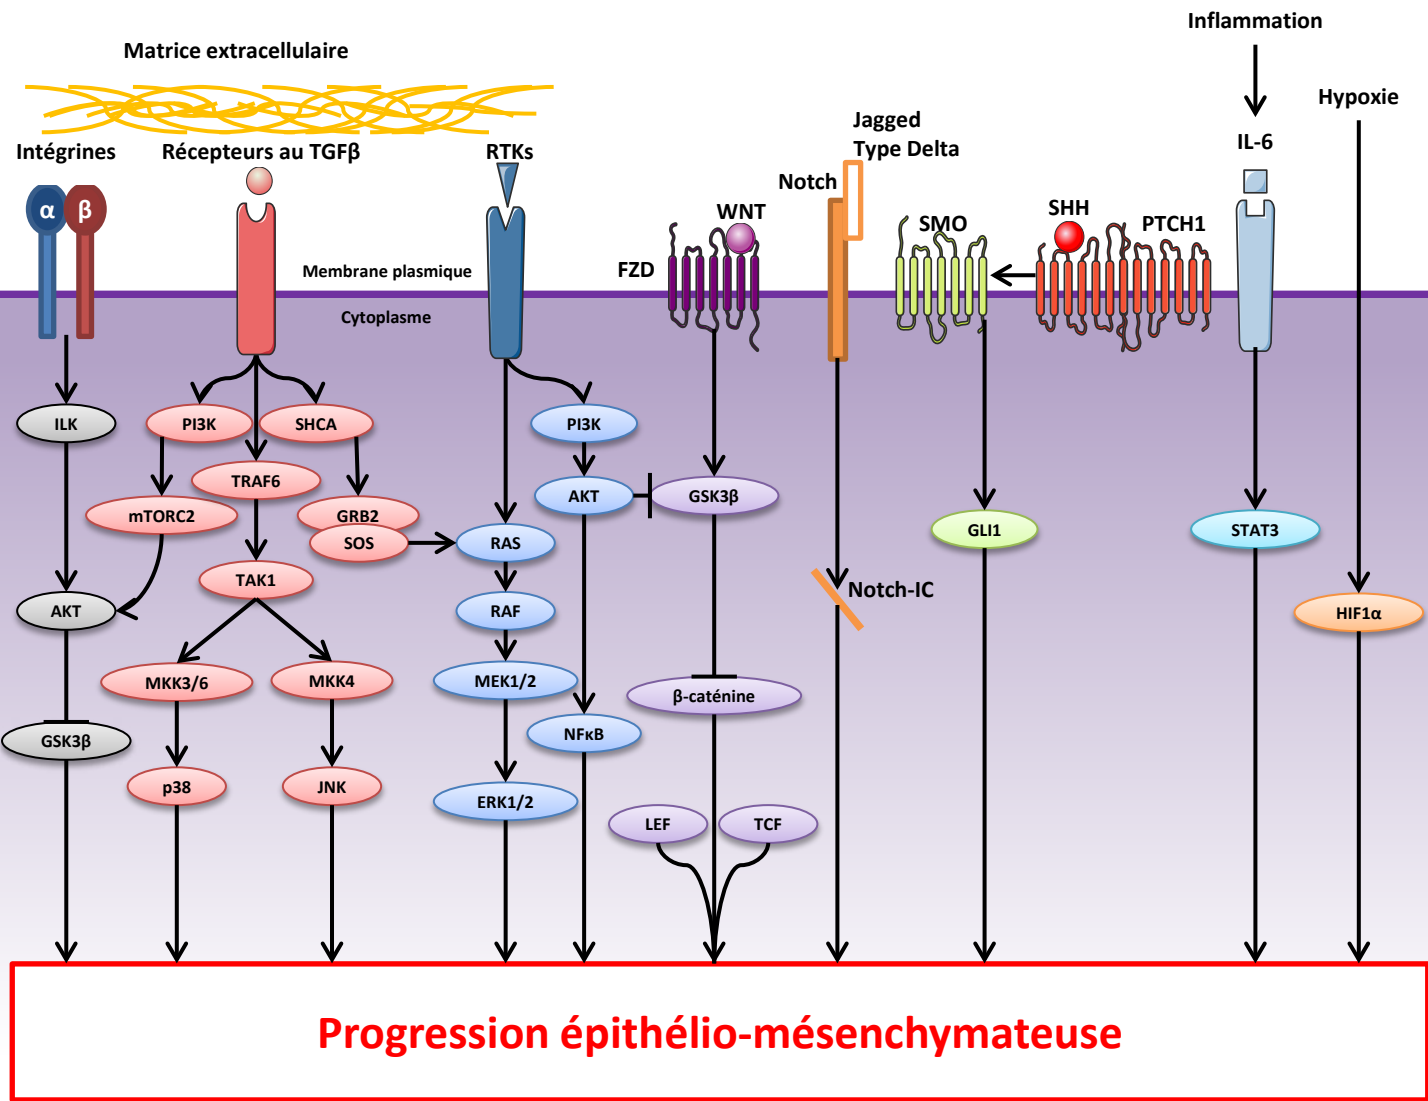 Inflammation
Matrice extracellulaire
Hypoxie
Jagged
Type Delta
Intégrines
Récepteurs au TGFβ
RTKs
IL-6
Notch
α
β
WNT
SMO
SHH
PTCH1
FZD
Membrane plasmique
Cytoplasme
ILK
PI3K
SHCA
PI3K
TRAF6
mTORC2
GRB2
AKT
GSK3β
SOS
RAS
GLI1
STAT3
TAK1
Notch-IC
AKT
RAF
HIF1α
MKK3/6
MKK4
MEK1/2
β-caténine
GSK3β
NFκB
p38
JNK
ERK1/2
LEF
TCF
Progression épithélio-mésenchymateuse